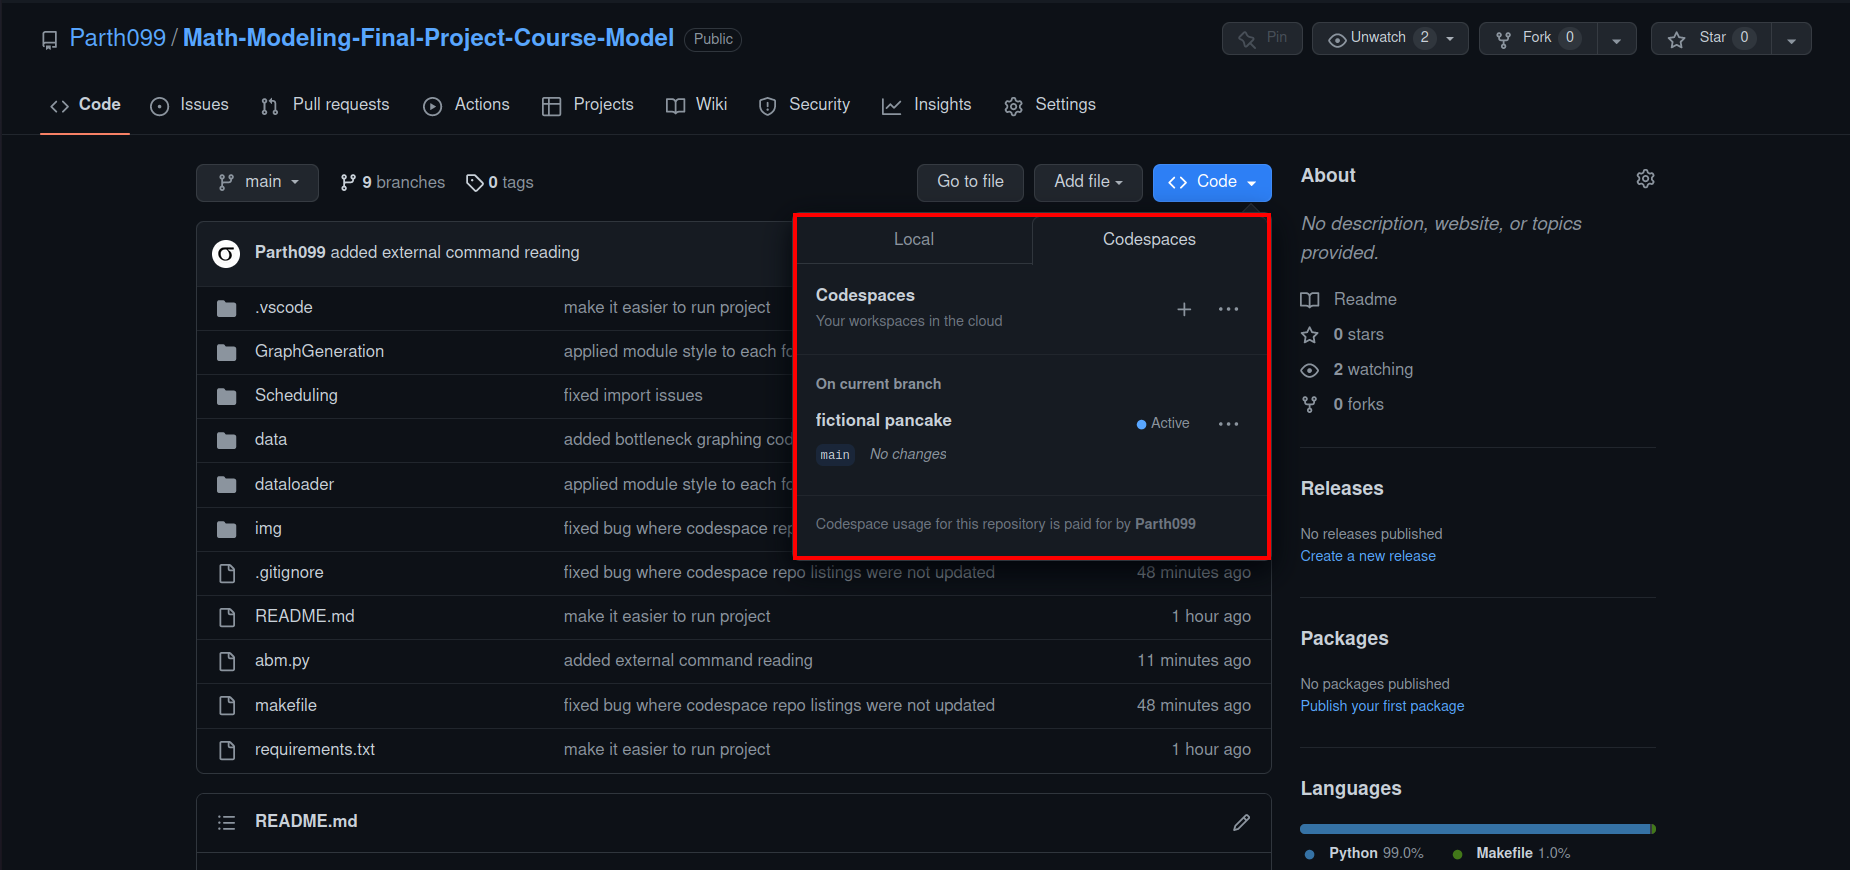 Parth099 / Math-Modeling-Final-Project-Course-Model Public
Pin Unwatch 2 Fork 0 Star 0
Code Issues Pull requests Actions Projects Wiki Security Insights Settings
main 9 branches 0 tags Go to file Add file Code
Parth099 added external command reading
.vscode make it easier to run project
GraphGeneration applied module style to each fo
Scheduling fixed import issues
data added bottleneck graphing cod
dataloader applied module style to each fo
img fixed bug where codespace rep
.gitignore fixed bug where codespace repo listings were not updated 48 minutes ago
README.md make it easier to run project 1 hour ago
abm.py added external command reading 11 minutes ago
makefile fixed bug where codespace repo listings were not updated 48 minutes ago
requirements.txt make it easier to run project 1 hour ago
README.md
Local Codespaces
Codespaces
Your workspaces in the cloud
On current branch
fictional pancake Active
main No changes
Codespace usage for this repository is paid for by Parth099
About
No description, website, or topics
provided.
Readme
0 stars
2 watching
0 forks
Releases
No releases published
Create a new release
Packages
No packages published
Publish your first package
Languages
Python 99.0% Makefile 1.0%